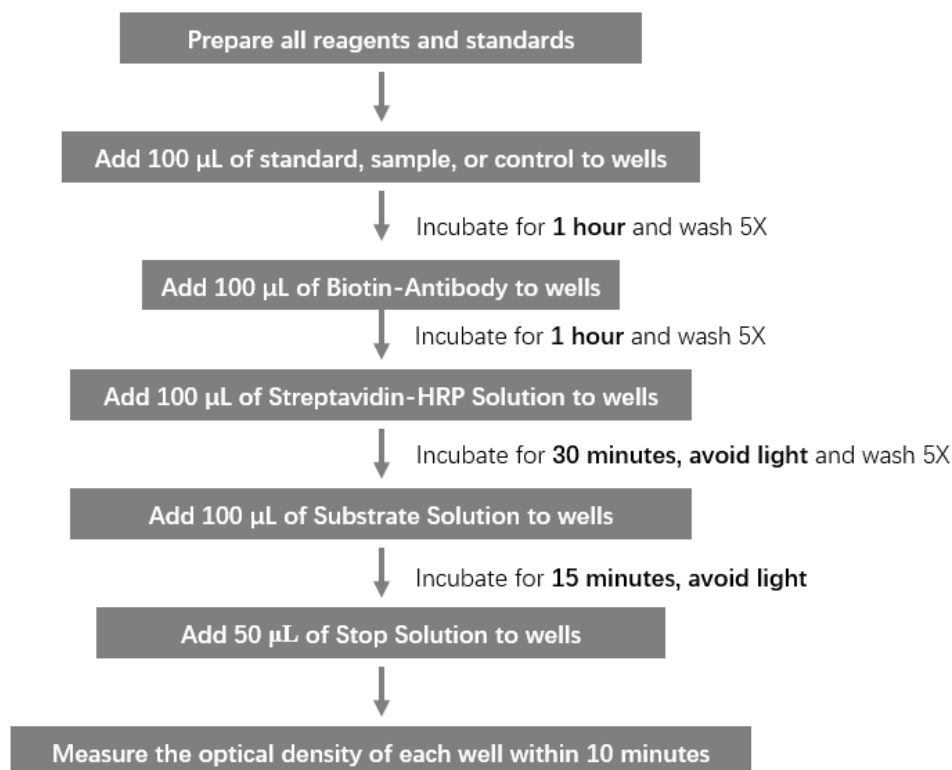 Prepare all reagents and standards
Add 100 μL of standard, sample, or control to wells
Incubate for 1 hour and wash 5X
Add 100 μL of Biotin-Antibody to wells
Incubate for 1 hour and wash 5X
Add 100 μL of Streptavidin-HRP Solution to wells
Incubate for 30 minutes, avoid light and wash 5X
Add 100 μL of Substrate Solution to wells
Incubate for 15 minutes, avoid light
Add 50 μL of Stop Solution to wells
Measure the optical density of each well within 10 minutes